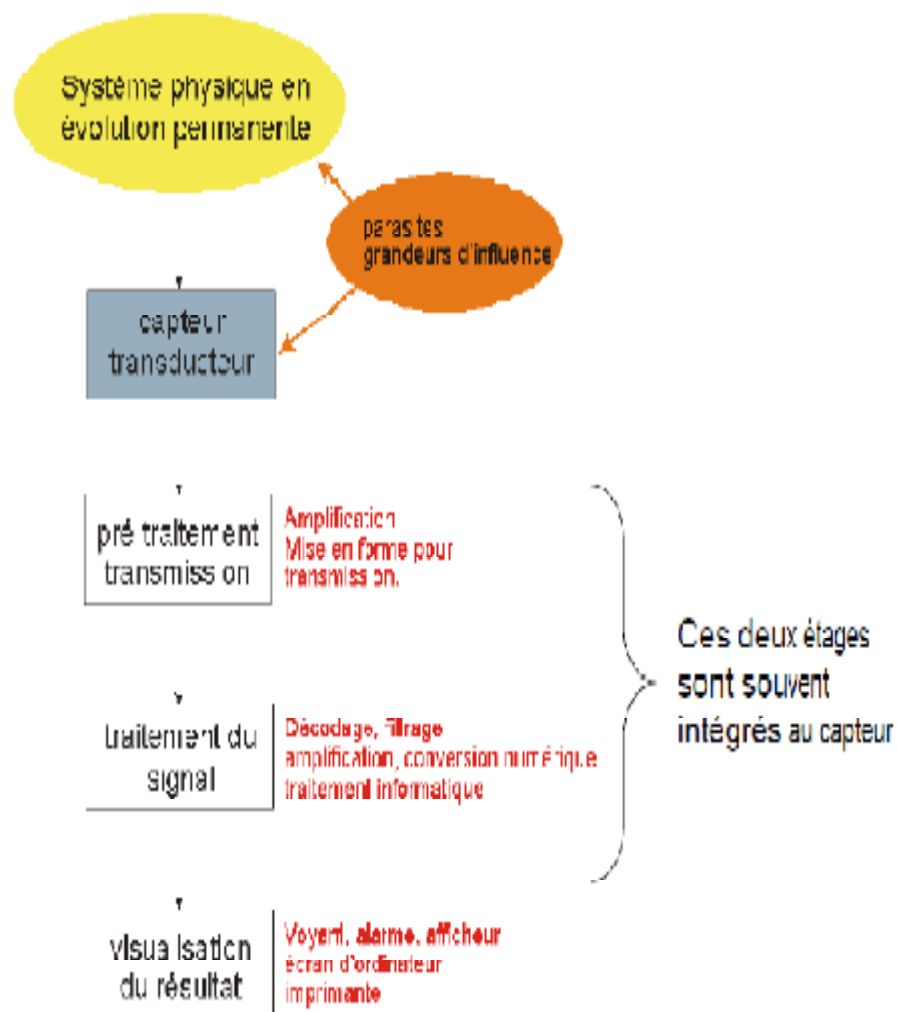 Système physique en
évolution permanente
parasites
grandeurs d'influence
capteur
transducteur
pré traitement
transmission
Amplification
Mise en forme pour
transmission.
Ces deux étages
sont souvent
intégrés au capteur
traitement du
signal
Décodage, filtrage
amplification, conversion numérique
traitement informatique
visualisation
du résultat
Voyant, alarme, afficheur
écran d'ordinateur
imprimante